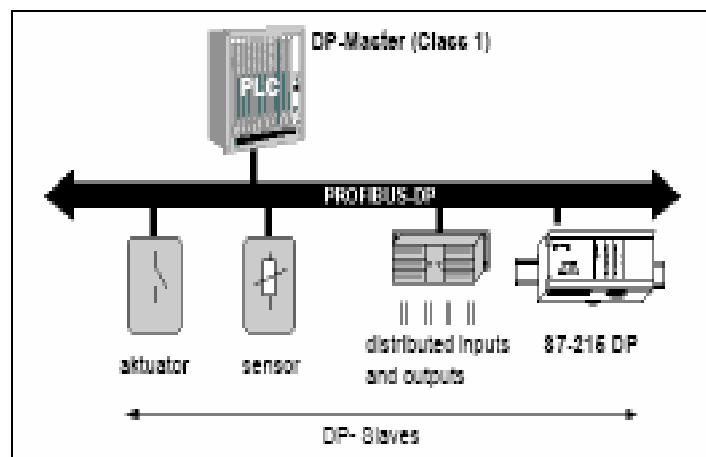 DP-Master (Class 1)
PLC
PROFIBUS-DP
aktuator
sensor
distributed inputs
and outputs
S7-215 DP
DP- Slaves